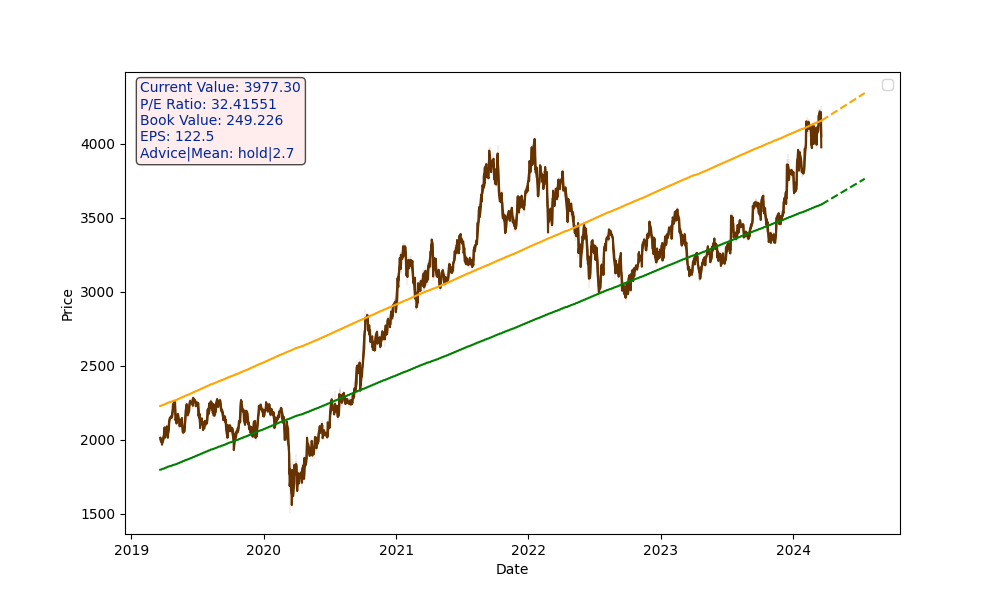 Current Value: 3977.30
P/E Ratio: 32.41551
Book Value: 249.226
EPS: 122.5
Advice|Mean: hold|2.7
4000
3500
3000
2500
2000
1500
Price
2019 2020 2021 2022 2023 2024
Date